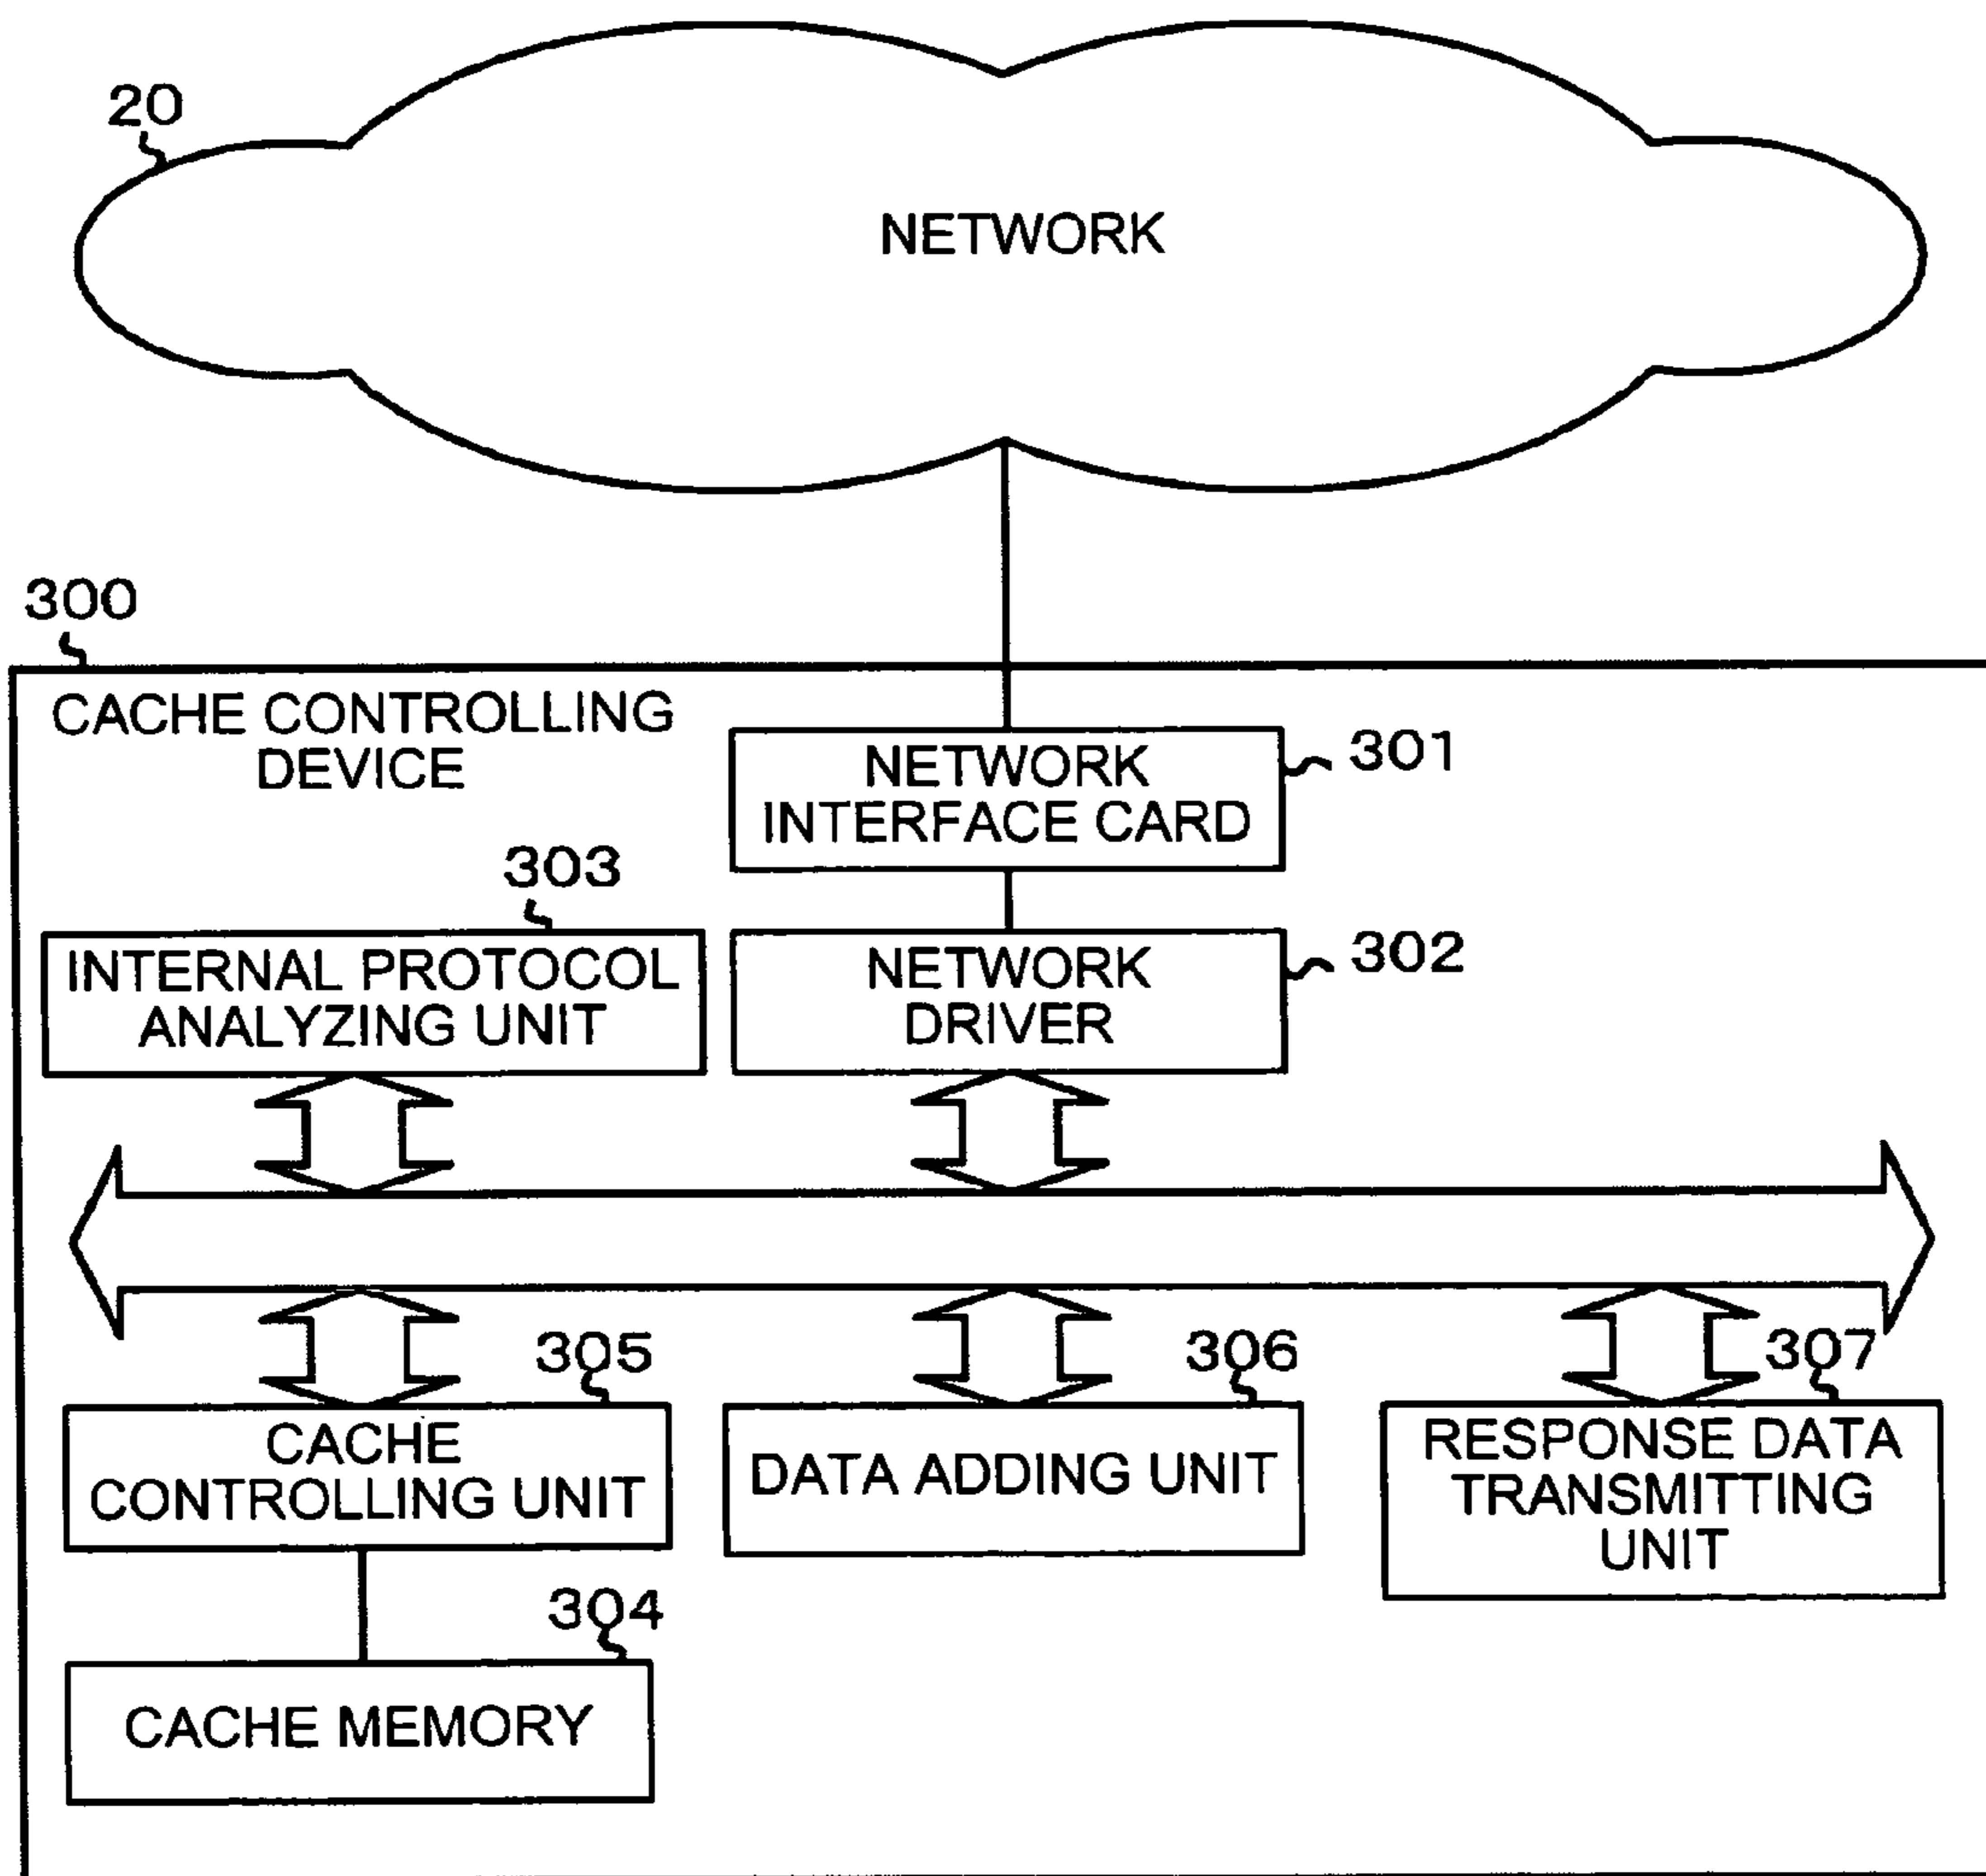 20
NETWORK
300
CACHE CONTROLLING
DEVICE
NETWORK
INTERFACE CARD
301
303
INTERNAL PROTOCOL
ANALYZING UNIT
NETWORK
DRIVER
302
305
CACHE
CONTROLLING UNIT
306
DATA ADDING UNIT
307
RESPONSE DATA
TRANSMITTING
UNIT
304
CACHE MEMORY